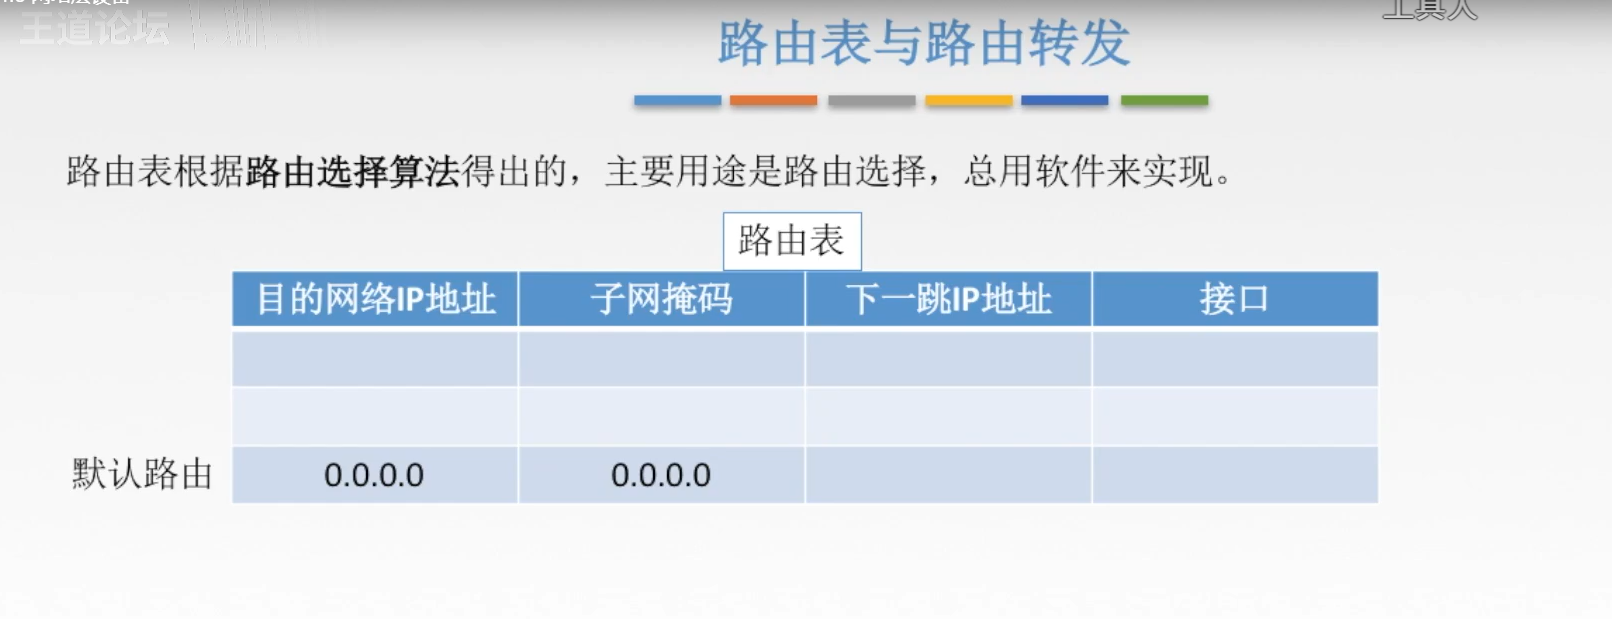 王道论坛
工具人
路由表与路由转发
路由表根据路由选择算法得出的，主要用途是路由选择，总用软件来实现。
路由表
目的网络IP地址 子网掩码 下一跳IP地址 接口
默认路由 0.0.0.0 0.0.0.0